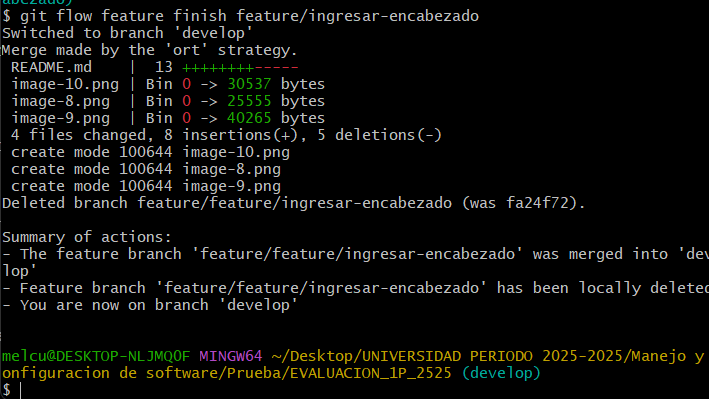 abezado)
$ git flow feature finish feature/ingresar-encabezado
Switched to branch 'develop'
Merge made by the 'ort' strategy.
 README.md    |  13 ++++++++-----
 image-10.png | Bin 0 -> 30537 bytes
 image-8.png  | Bin 0 -> 25555 bytes
 image-9.png  | Bin 0 -> 40265 bytes
 4 files changed, 8 insertions(+), 5 deletions(-)
 create mode 100644 image-10.png
 create mode 100644 image-8.png
 create mode 100644 image-9.png
Deleted branch feature/feature/ingresar-encabezado (was fa24f72).

Summary of actions:
- The feature branch 'feature/feature/ingresar-encabezado' was merged into 'deve
lop'
- Feature branch 'feature/feature/ingresar-encabezado' has been locally deleted
- You are now on branch 'develop'

melcu@DESKTOP-NLJMQOF MINGW64 ~/Desktop/UNIVERSIDAD PERIODO 2025-2025/Manejo y
onfiguracion de software/Prueba/EVALUACION_1P_2525 (develop)
$